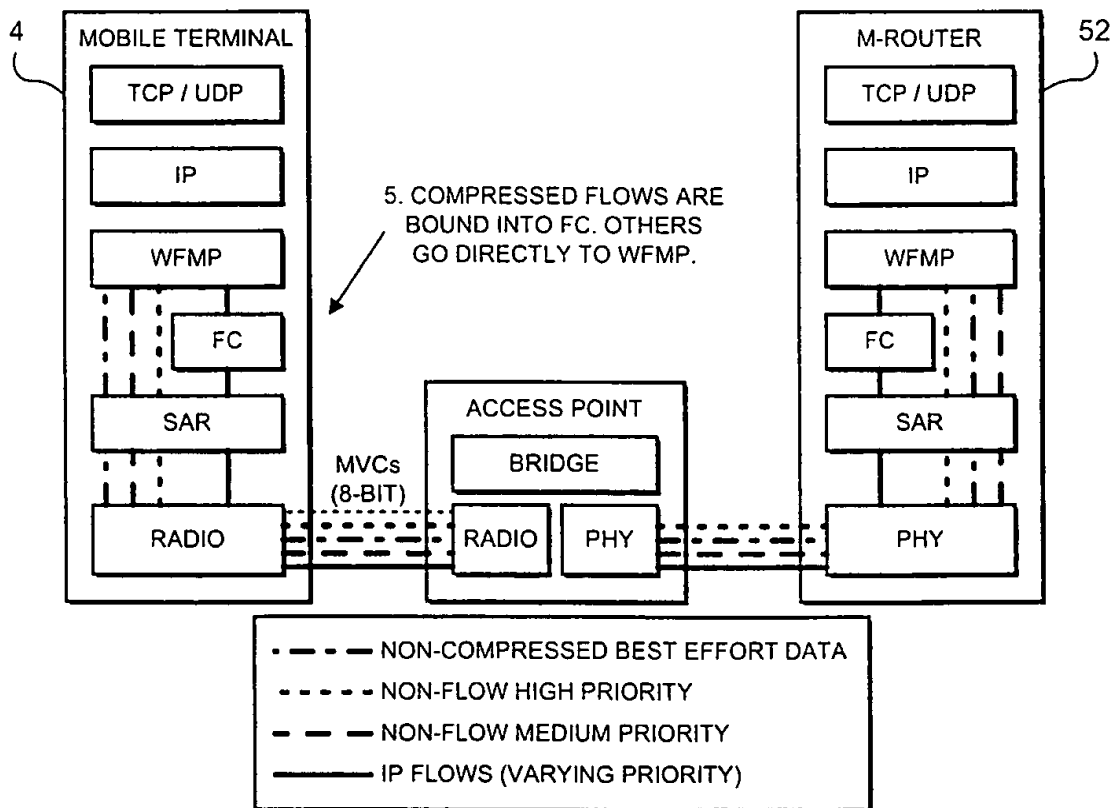 4
MOBILE TERMINAL
TCP / UDP
IP
WFMP
FC
SAR
RADIO
5. COMPRESSED FLOWS ARE
BOUND INTO FC. OTHERS
GO DIRECTLY TO WFMP.
MVCs
(8-BIT)
ACCESS POINT
BRIDGE
RADIO
PHY
52
M-ROUTER
TCP / UDP
IP
WFMP
FC
SAR
PHY
NON-COMPRESSED BEST EFFORT DATA
NON-FLOW HIGH PRIORITY
NON-FLOW MEDIUM PRIORITY
IP FLOWS (VARYING PRIORITY)